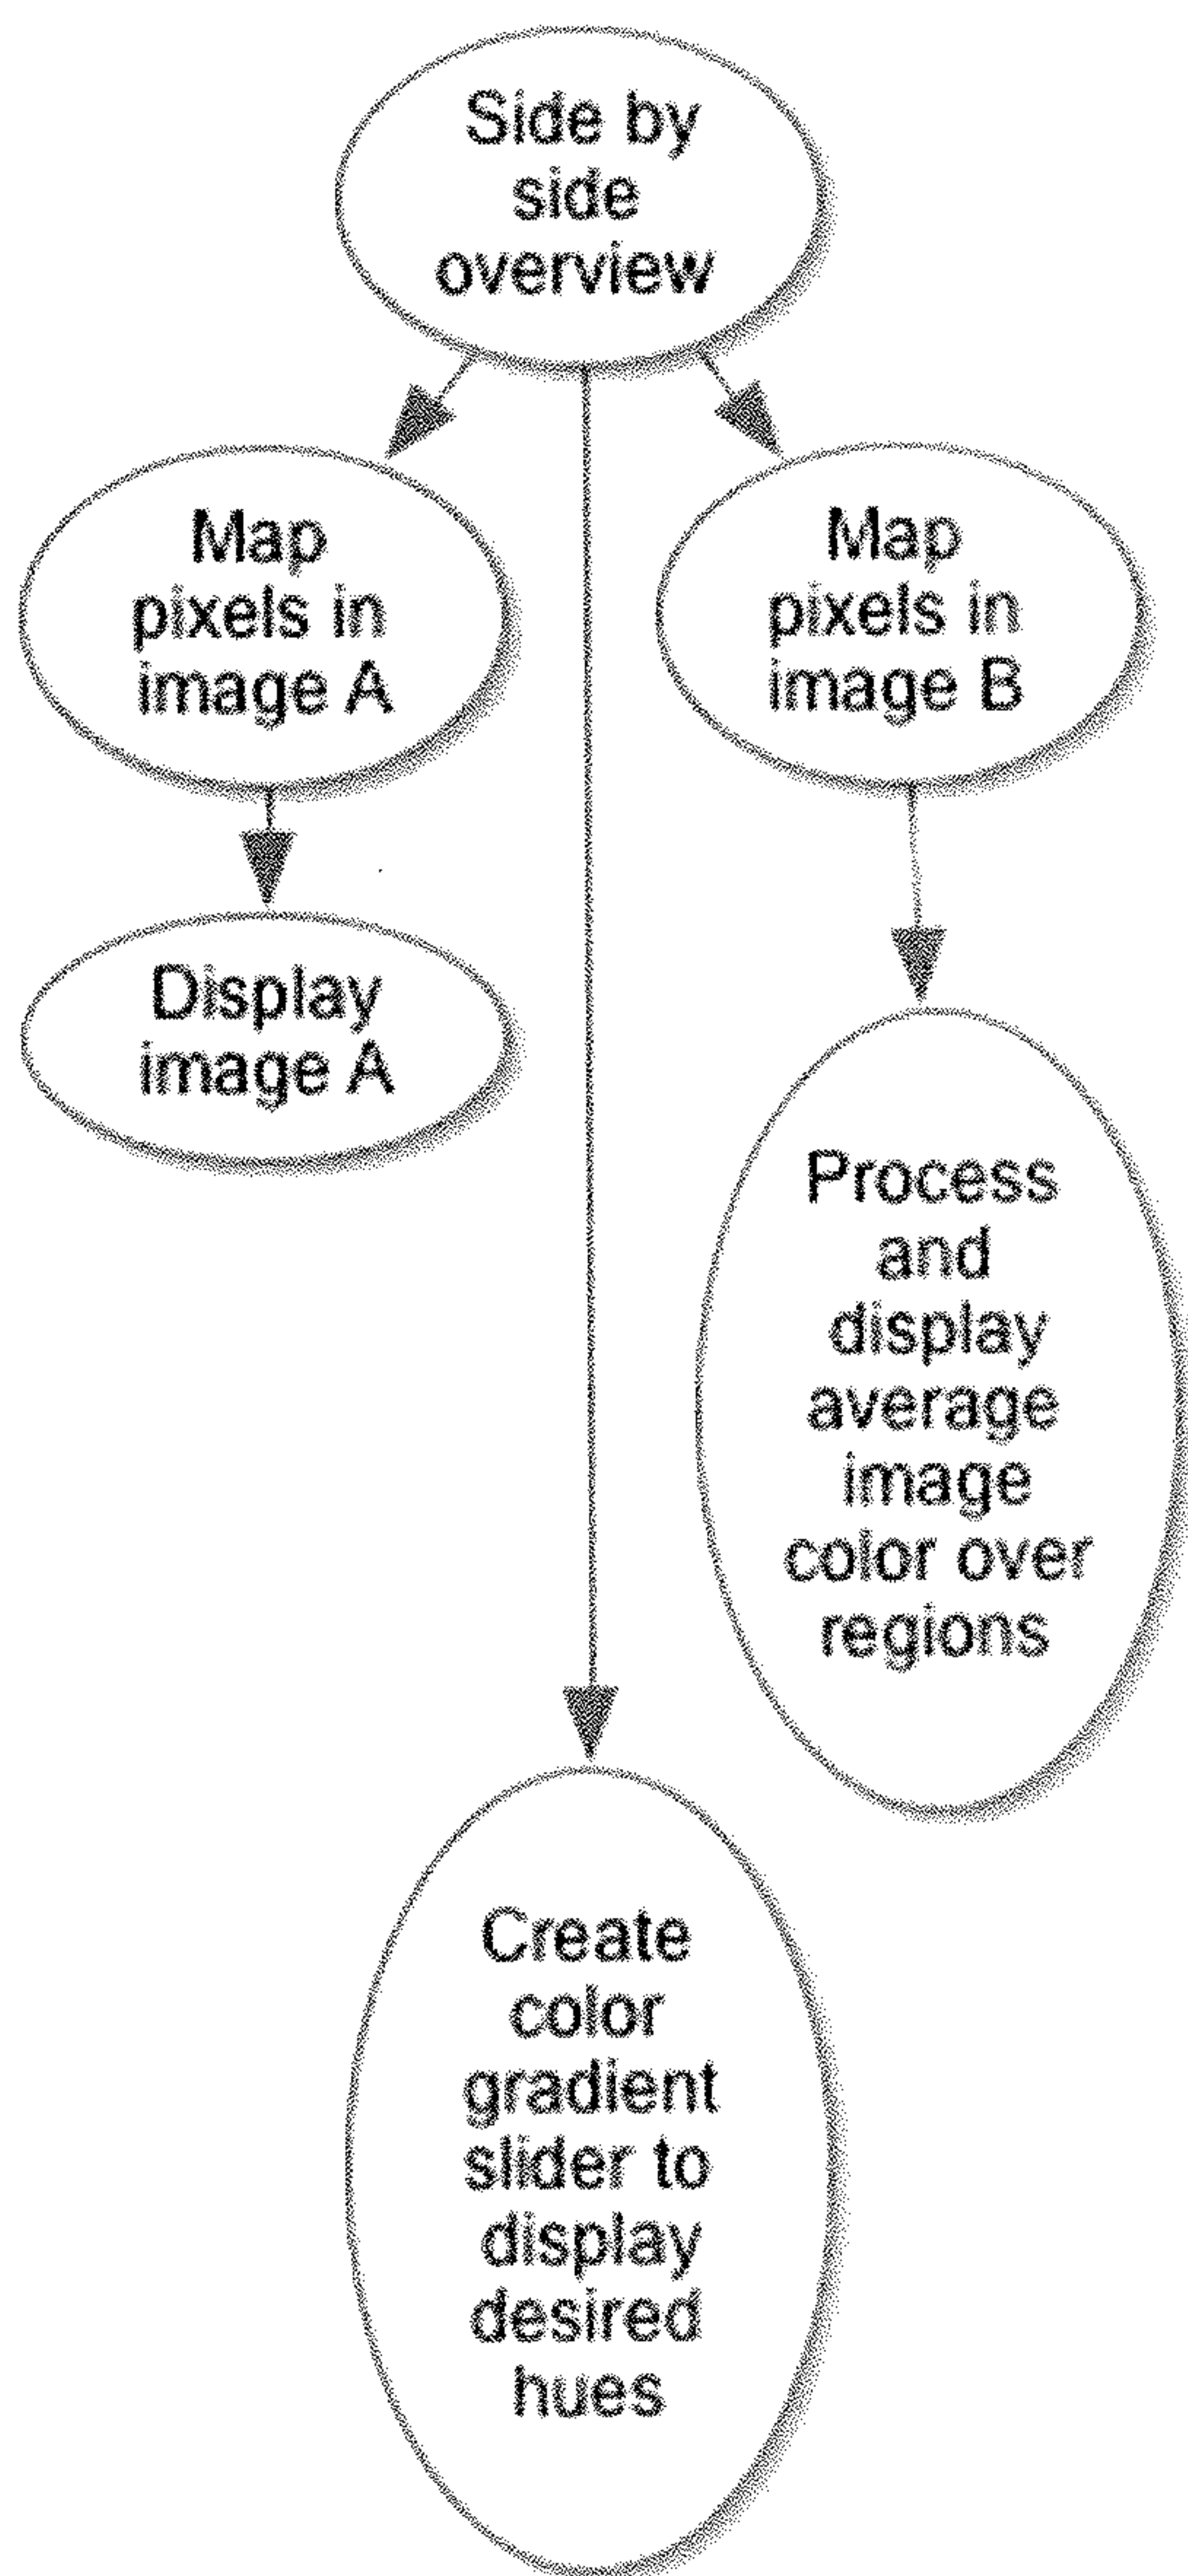 Side by
side
overview
Map
pixels in
image A
Map
pixels in
image B
Display
image A
Process
and
display
average
image
color over
regions
Create
color
gradient
slider to
display
desired
hues